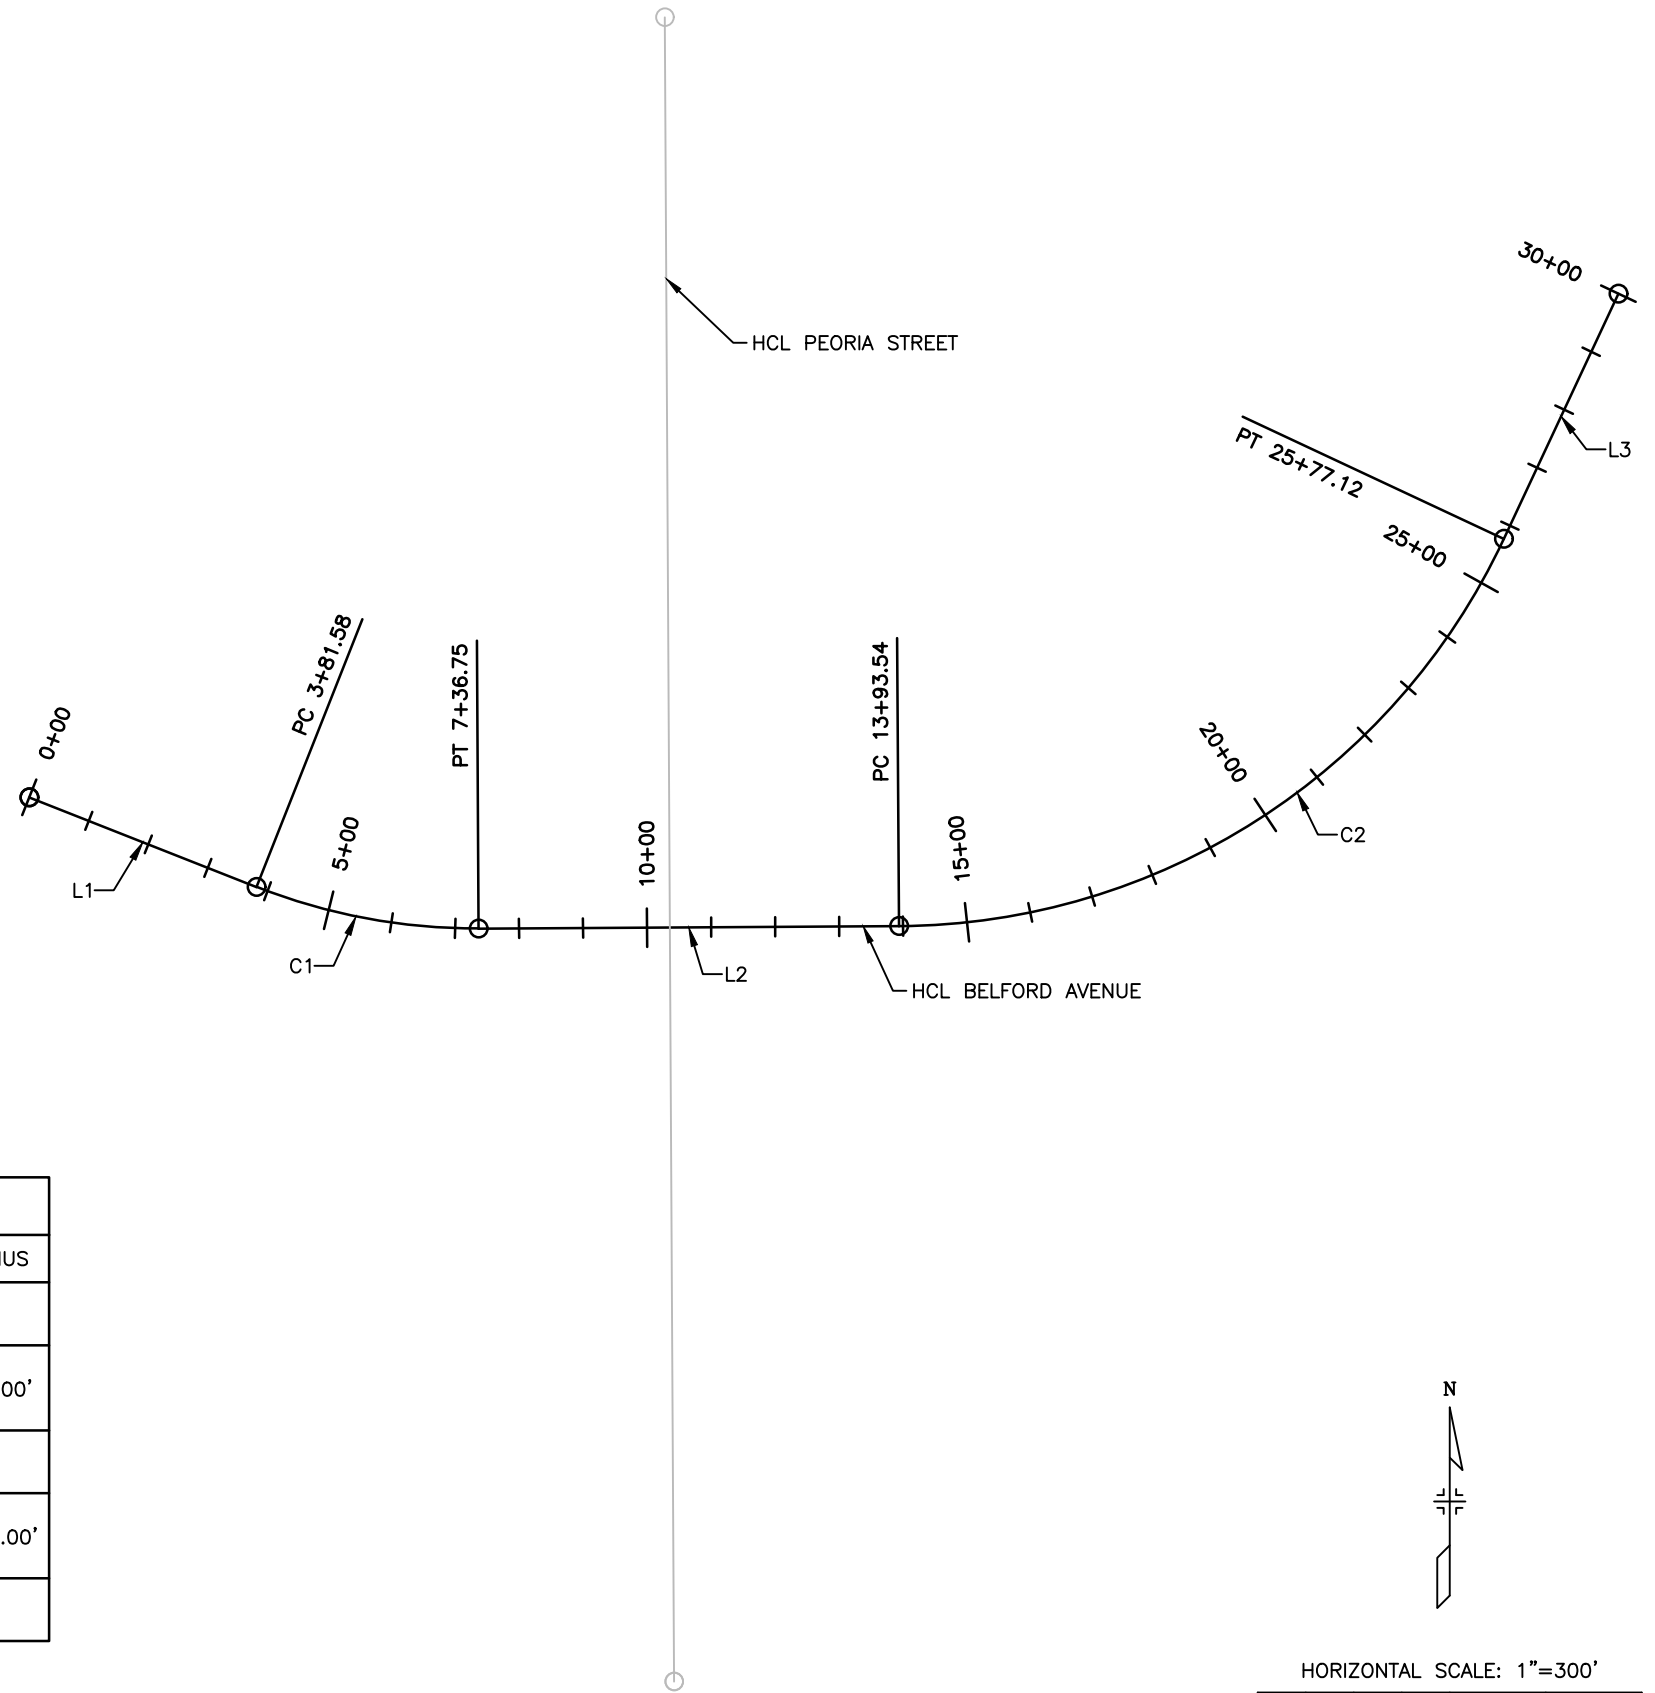 HCL PEORIA STREET
30+00
L3
PT 25+77.12
25+00
PC 3+81.58
PT 7+36.75
PC 13+93.54
0+00
5+00
10+00
15+00
20+00
C2
L1
C1
L2
HCL BELFORD AVENUE
00'
.00'
N
HORIZONTAL SCALE: 1"=300'